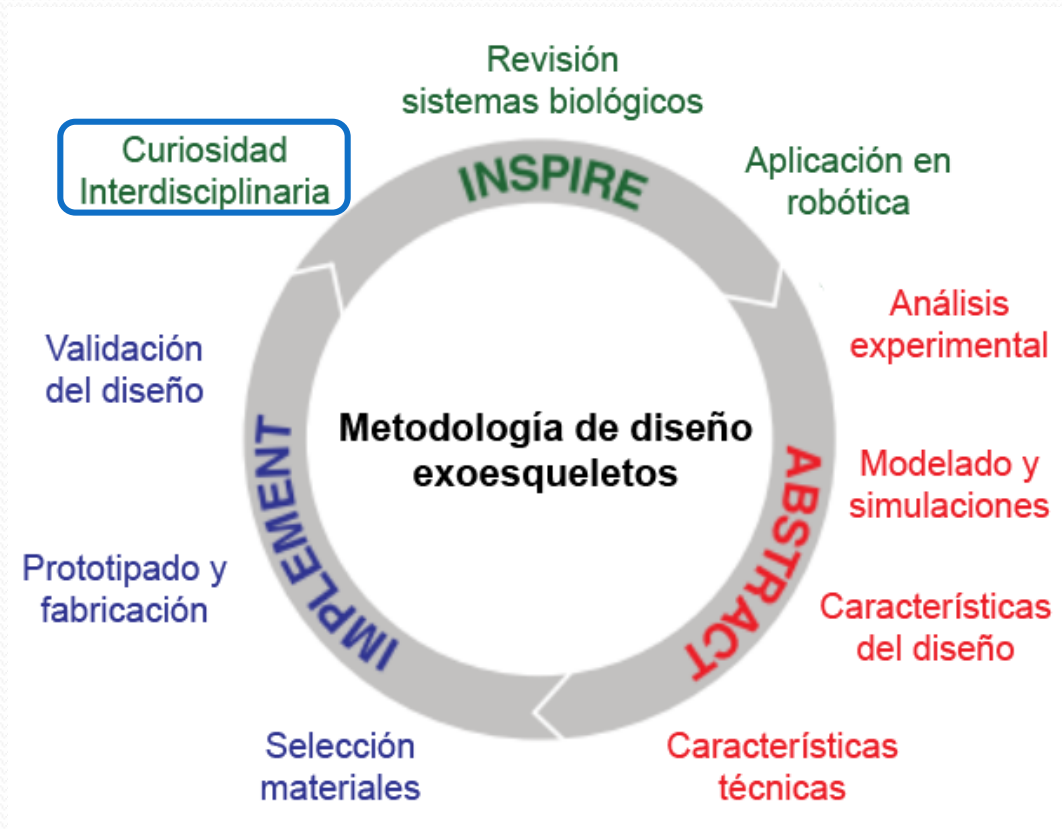 Revisión
sistemas biológicos
Curiosidad
Interdisciplinaria
INSPIRE
Aplicación en
robótica
Análisis
experimental
Validación
del diseño
Metodología de diseño
exoesqueletos
ABSTRACT
Modelado y
simulaciones
IMPLEMENT
Prototipado y
fabricación
Características
del diseño
Selección
materiales
Características
técnicas